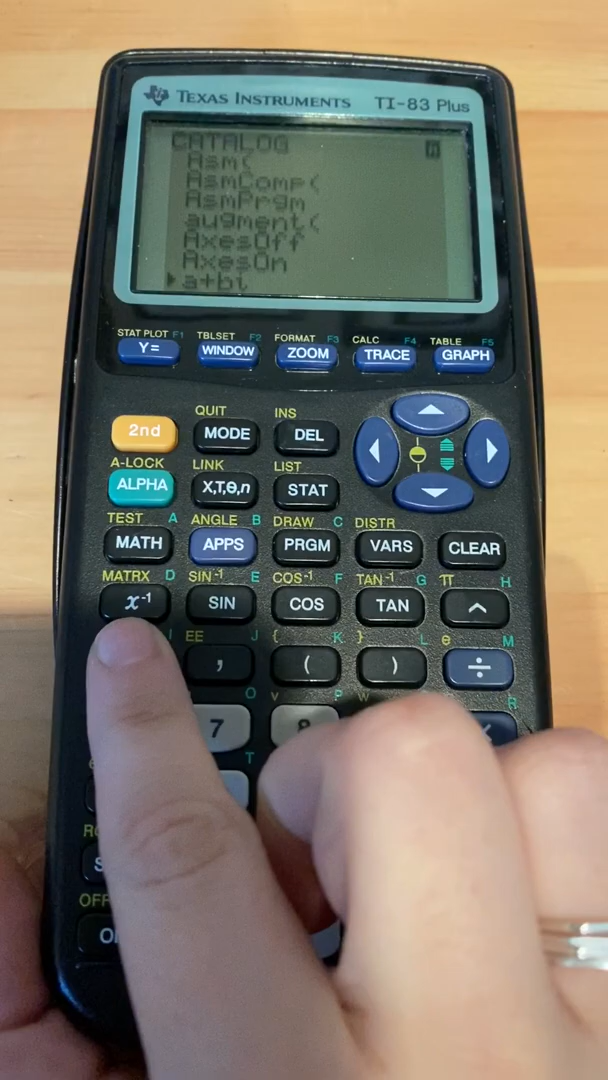 TEXAS INSTRUMENTS TI-83 Plus
CATALOG
Asm(
AsmComp(
AsmPrgm
augment(
AxesOff
AxesOn
a+bi
STAT PLOT F1 TBLSET F2 FORMAT F3 CALC F4 TABLE F5
Y= WINDOW ZOOM TRACE GRAPH
QUIT INS
2nd MODE DEL
A-LOCK LINK LIST
ALPHA X,T,Θ,n STAT
TEST A ANGLE B DRAW C DISTR
MATH APPS PRGM VARS CLEAR
MATRX D SIN⁻¹ E COS⁻¹ F TAN⁻¹ G π H
x⁻¹ SIN COS TAN ^
I EE J { K } L e M
, ( ) ÷
O v P w R
7 8
T
OFF